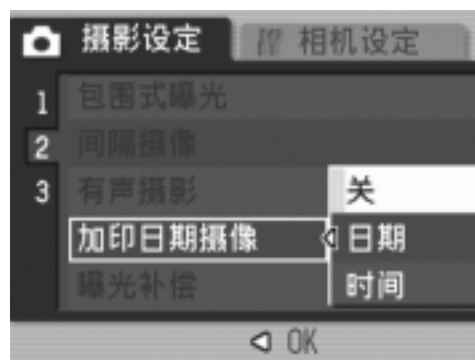 摄影设定 相机设定
1 包围式曝光
2 间隔摄像
3 有声摄影 关
加印日期摄像 日期
曝光补偿 时间
OK